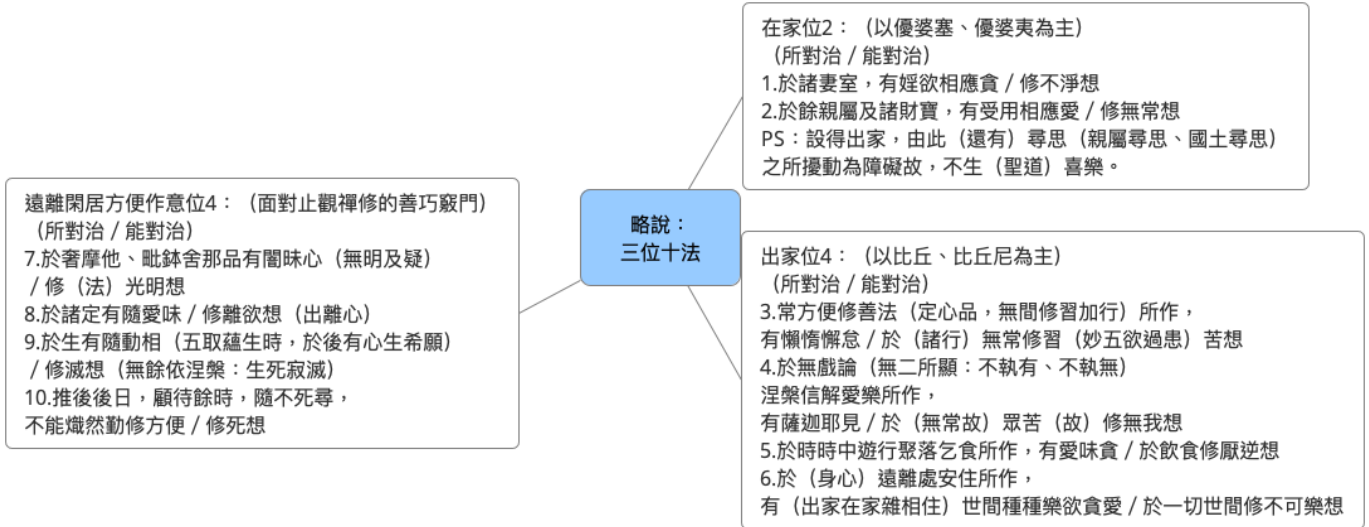 略說：
三位十法
在家位2：（以優婆塞、優婆夷為主）
（所對治 / 能對治）
1.於諸妻室，有婬欲相應貪 / 修不淨想
2.於餘親屬及諸財寶，有受用相應愛 / 修無常想
PS：設得出家，由此（還有）尋思（親屬尋思、國土尋思）
之所擾動為障礙故，不生（聖道）喜樂。
出家位4：（以比丘、比丘尼為主）
（所對治 / 能對治）
3.常方便修善法（定心品，無間修習加行）所作，
有懶惰懈怠 / 於（諸行）無常修習（妙五欲過患）苦想
4.於無戲論（無二所顯：不執有、不執無）
涅槃信解愛樂所作，
有薩迦耶見 / 於（無常故）眾苦（故）修無我想
5.於時時中遊行聚落乞食所作，有愛味貪 / 於飲食修厭逆想
6.於（身心）遠離處安住所作，
有（出家在家雜相住）世間種種樂欲貪愛 / 於一切世間修不可樂想
遠離閑居方便作意位4：（面對止觀禪修的善巧竅門）
（所對治 / 能對治）
7.於奢摩他、毗鉢舍那品有闇昧心（無明及疑）
/ 修（法）光明想
8.於諸定有隨愛味 / 修離欲想（出離心）
9.於生有隨動相（五取蘊生時，於後有心生希願）
/ 修滅想（無餘依涅槃：生死寂滅）
10.推後後日，顧待餘時，隨不死尋，
不能熾然勤修方便 / 修死想